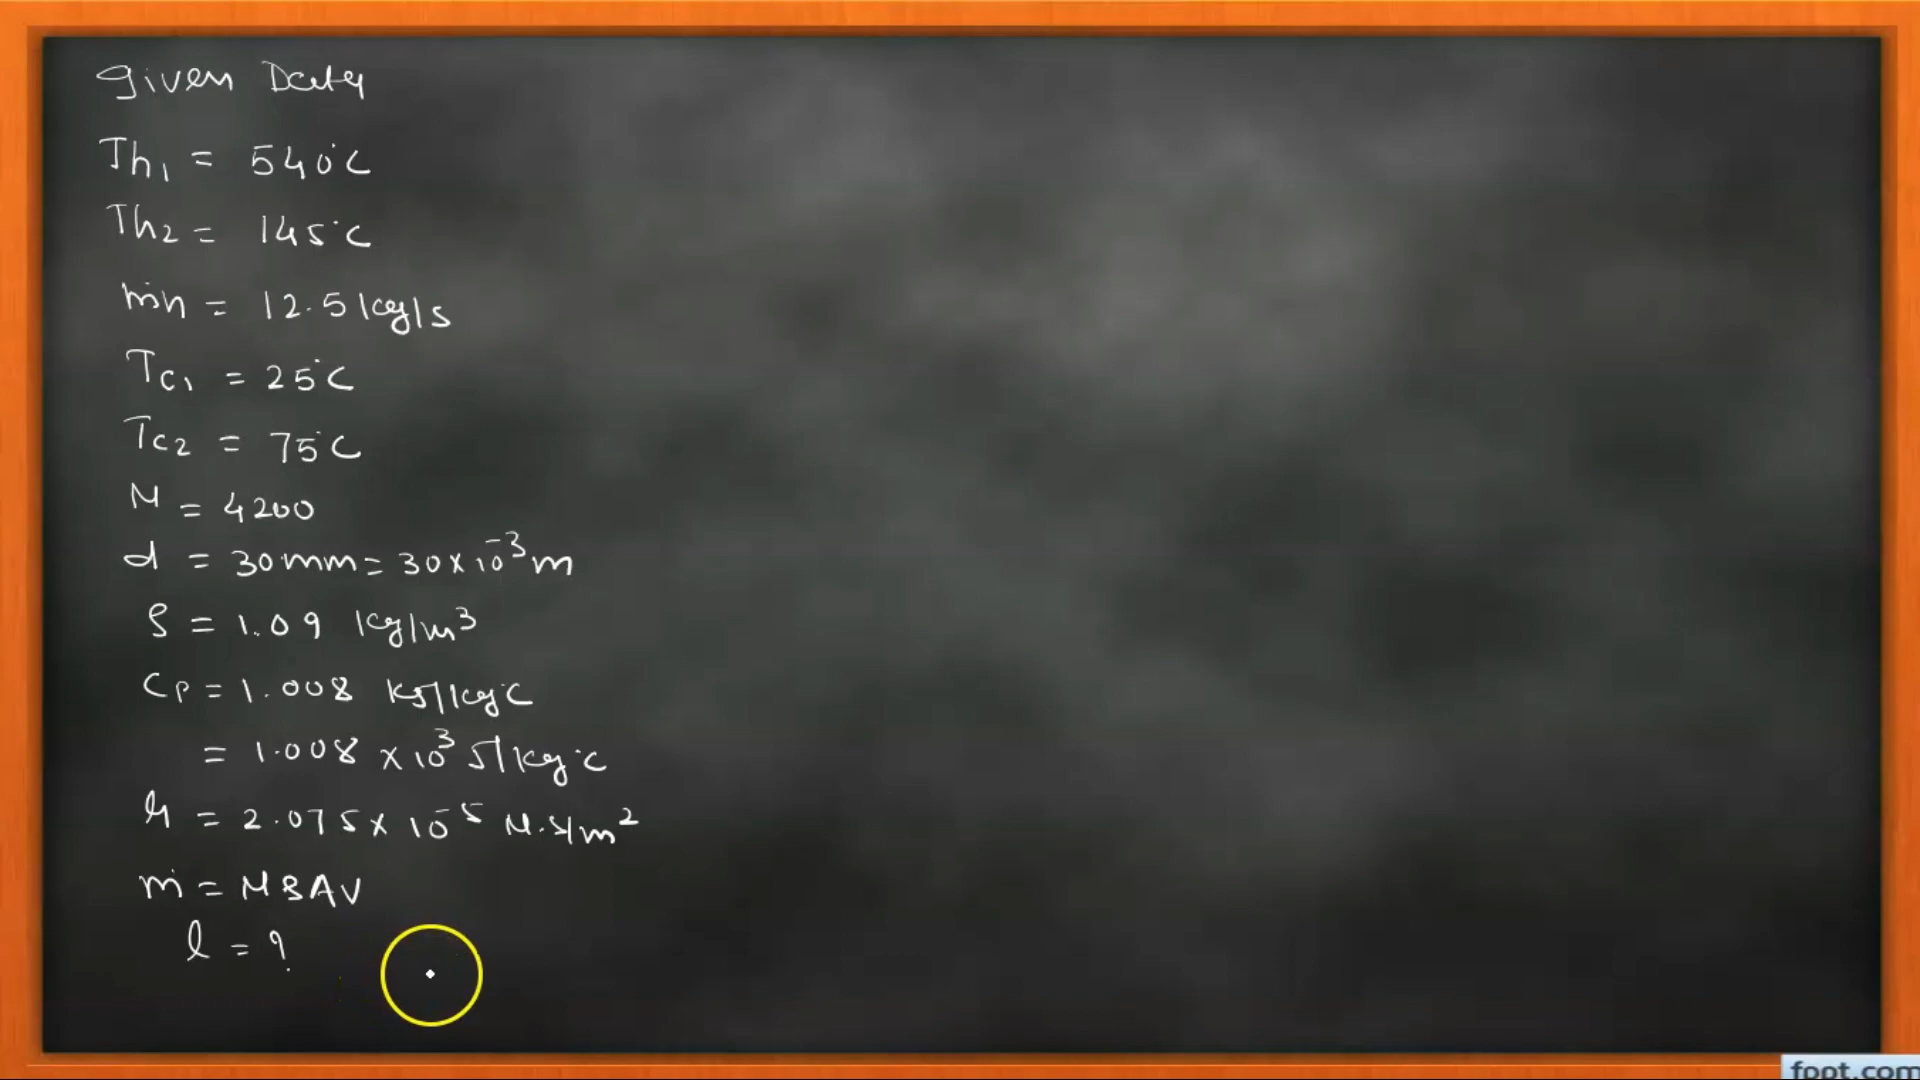 Given Data
Th1 = 540°C
Th2 = 145°C
ṁh = 12.5 kg/s
Tc1 = 25°C
Tc2 = 75°C
N = 4200
d = 30mm = 30×10⁻³m
ρ = 1.09 kg/m³
CP = 1.008 KJ/kg°C
= 1.008 ×10³ J/kg°C
μ = 2.075×10⁻⁵ N.S/m²
ṁ = NρAV
l = ?
foot.com